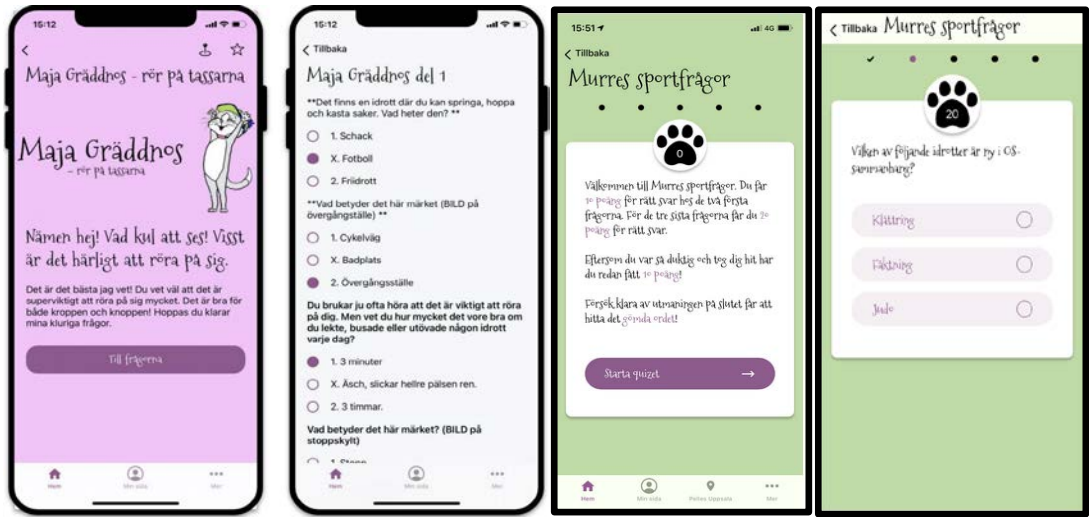 15:12
Maja Gräddnos - rör på tassarna
Maja Gräddnos
- rör på tassarna
Nämen hej! Vad kul att ses! Visst
är det härligt att röra på sig.
Det är det bästa jag vet! Du vet väl att det är
superviktigt att röra på sig mycket. Det är bra för
både kroppen och knoppen! Hoppas du klarar
mina kluriga frågor.
Till frågorna
Hem
Min sida
Mer
15:12
Tillbaka
Maja Gräddnos del 1
**Det finns en idrott där du kan springa, hoppa
och kasta saker. Vad heter den? **
1. Schack
X. Fotboll
2. Friidrott
**Vad betyder det här märket (BILD på
övergångställe) **
1. Cykelväg
X. Badplats
2. Övergångsställe
Du brukar ju ofta höra att det är viktigt att röra
på dig. Men vet du hur mycket det vore bra om
du lekte, busade eller utövade någon idrott
varje dag?
1. 3 minuter
X. Äsch, slickar hellre pälsen ren.
2. 3 timmar.
Vad betyder det här märket? (BILD på
stoppskylt)
1. Stopp
Hem
Min sida
Mer
15:51
4G
Tillbaka
Murres sportfrågor
0
Välkommen till Murres sportfrågor. Du får
10 poäng för rätt svar hos de två första
frågorna. För de tre sista frågorna får du 20
poäng för rätt svar.
Eftersom du var så duktig och tog dig hit har
du redan fått 10 poäng!
Försök klara av utmaningen på slutet får att
hitta det gömda ordet!
Starta quizet
Hem
Min sida
Pelles Uppsala
Mer
Tillbaka
Murres sportfrågor
20
Vilken av följande idrotter är ny i OS-
sammanhang?
Klättring
Fäktning
Judo